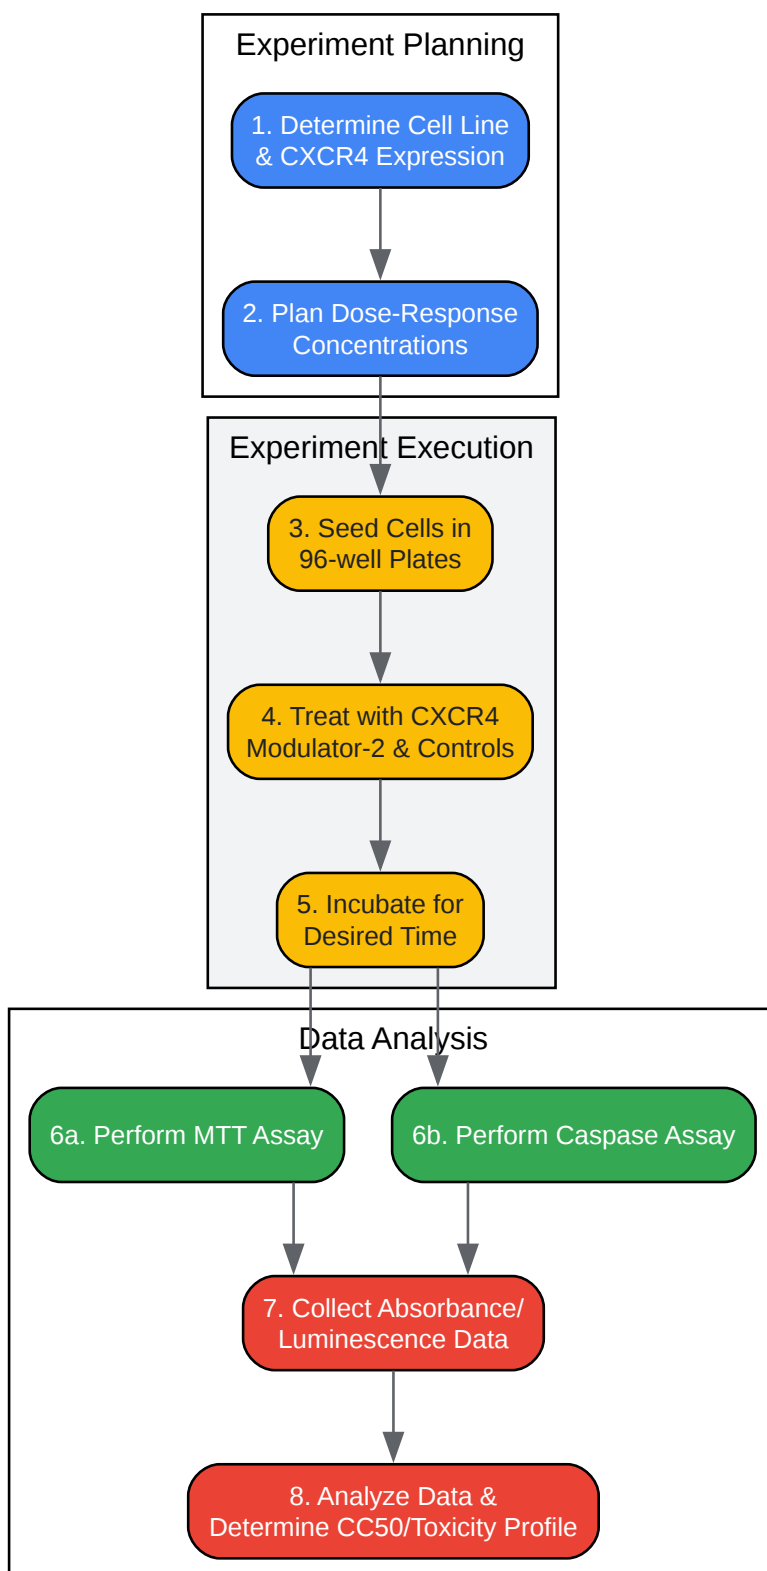 Experiment Planning
1. Determine Cell Line
& CXCR4 Expression
2. Plan Dose-Response
Concentrations
Experiment Execution
3. Seed Cells in
96-well Plates
4. Treat with CXCR4
Modulator-2 & Controls
5. Incubate for
Desired Time
Data Analysis
6a. Perform MTT Assay
6b. Perform Caspase Assay
7. Collect Absorbance/
Luminescence Data
8. Analyze Data &
Determine CC50/Toxicity Profile